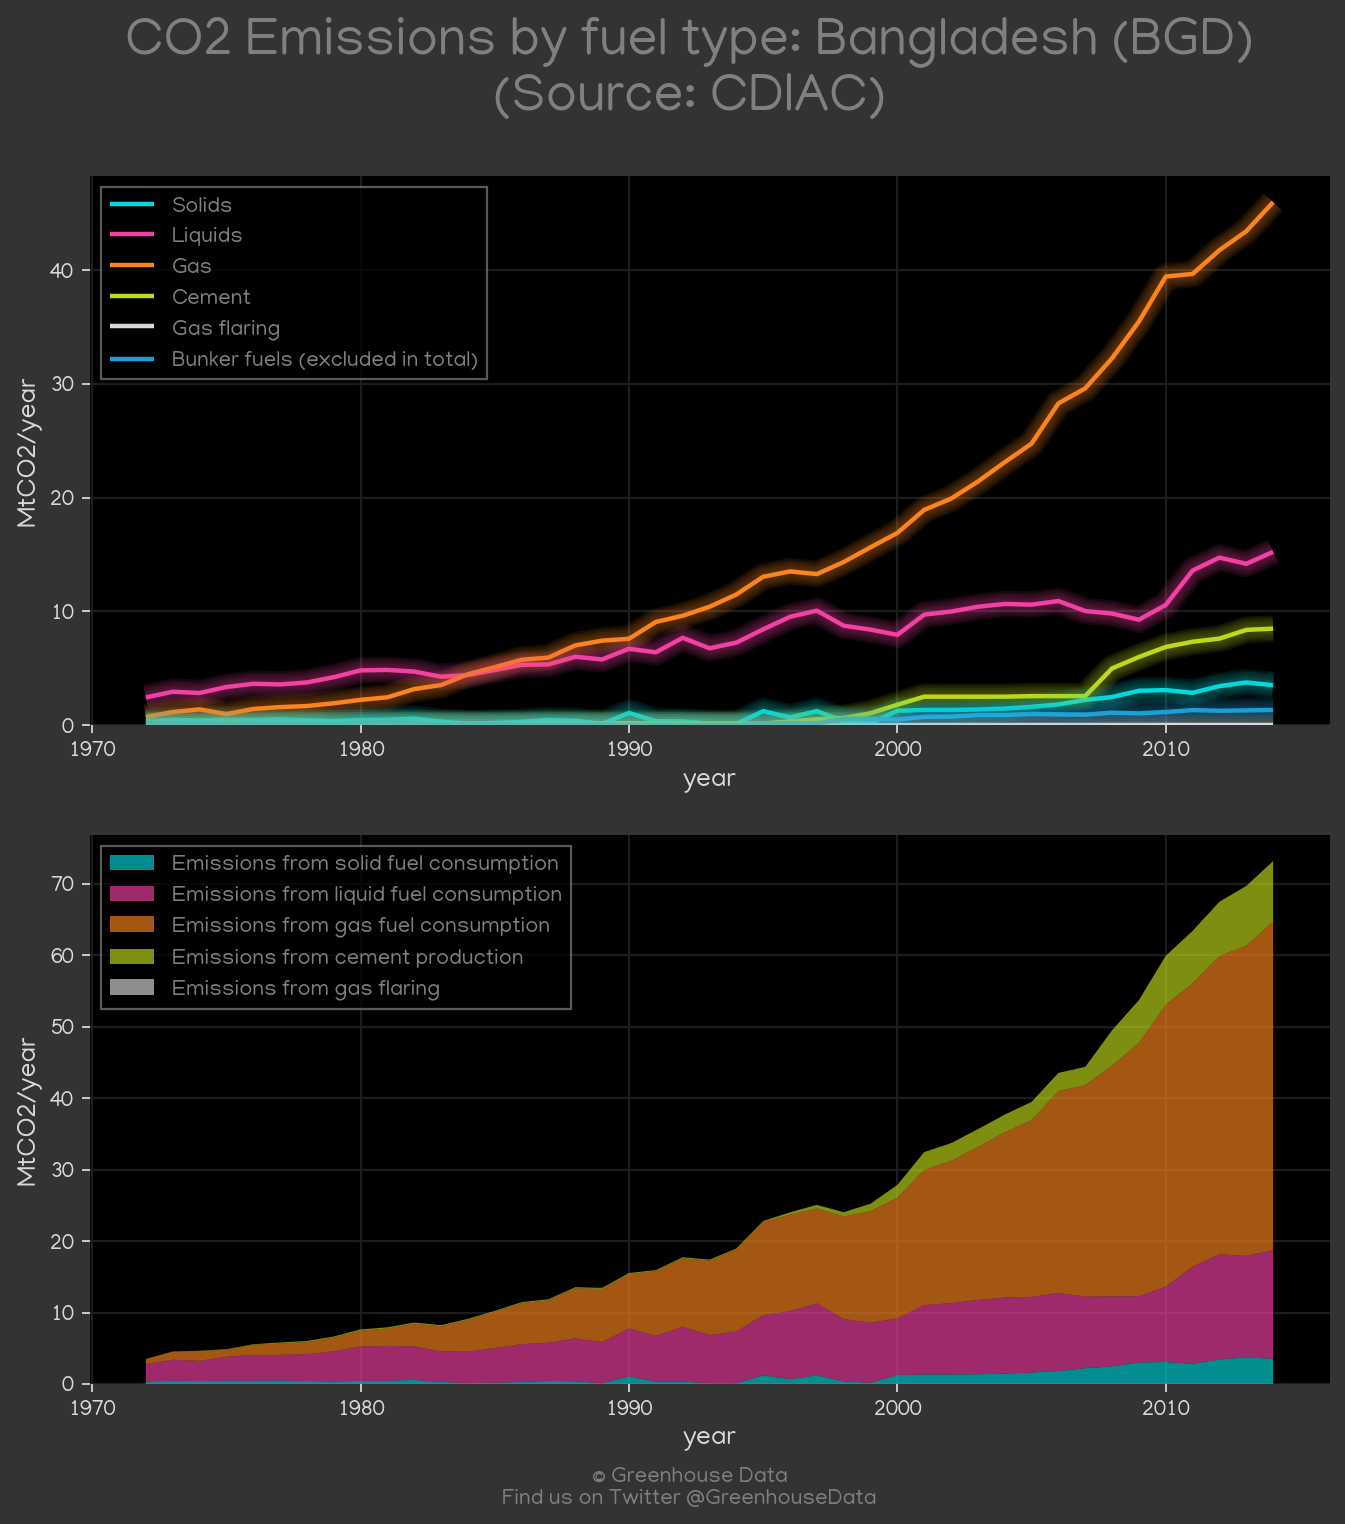 CO2 Emissions by fuel type: Bangladesh (BGD)
(Source: CDIAC)
Solids
Liquids
Gas
Cement
Gas flaring
Bunker fuels (excluded in total)
MtCO2/year
40
30
20
10
0
1970 1980 1990 2000 2010
year
Emissions from solid fuel consumption
Emissions from liquid fuel consumption
Emissions from gas fuel consumption
Emissions from cement production
Emissions from gas flaring
MtCO2/year
70
60
50
40
30
20
10
0
1970 1980 1990 2000 2010
year
© Greenhouse Data
Find us on Twitter @GreenhouseData